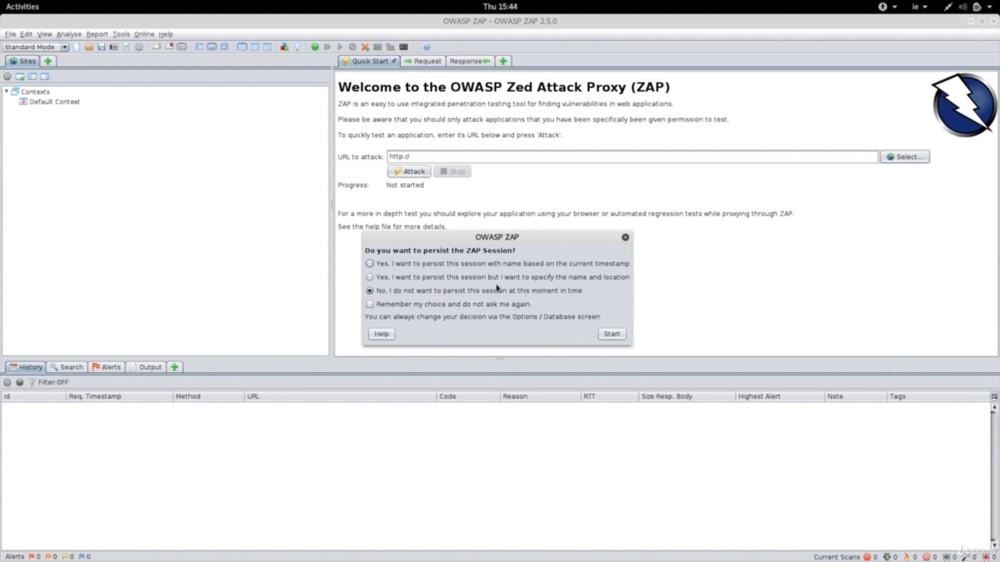 Activities
Thu 15:44
ie
OWASP ZAP - OWASP ZAP 2.5.0
File Edit View Analyse Report Tools Online Help
Standard Mode
Sites
Quick Start
Request
Response
Contexts
Default Context
Welcome to the OWASP Zed Attack Proxy (ZAP)
ZAP is an easy to use integrated penetration testing tool for finding vulnerabilities in web applications.
Please be aware that you should only attack applications that you have been specifically been given permission to test.
To quickly test an application, enter its URL below and press 'Attack'.
URL to attack: http:// Select...
Attack Stop
Progress: Not started
For a more in depth test you should explore your application using your browser or automated regression tests while proxying through ZAP.
See the help file for more details.
OWASP ZAP
Do you want to persist the ZAP Session?
Yes, I want to persist this session with name based on the current timestamp
Yes, I want to persist this session but I want to specify the name and location
No, I do not want to persist this session at this moment in time
Remember my choice and do not ask me again.
You can always change your decision via the Options / Database screen
Help Start
History Search Alerts Output
Filter:OFF
Id Req. Timestamp Method URL Code Reason RTT Size Resp. Body Highest Alert Note Tags
Alerts 0 0 0 0
Current Scans 0 0 0 0 0 0 0
Udemy